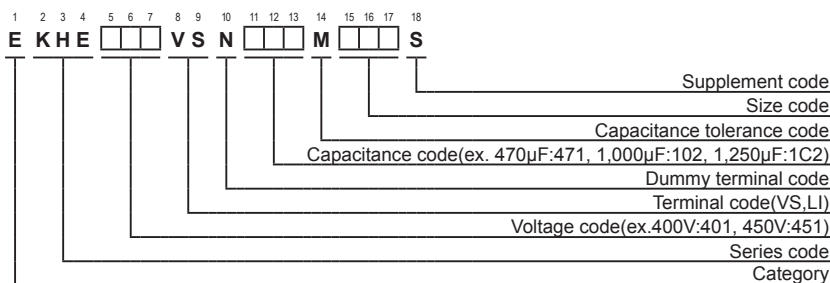 1 2 3 4 5 6 7 8 9 10 11 12 13 14 15 16 17 18
E K H E □□□ V S N □□□ M □□□ S
Supplement code
Size code
Capacitance tolerance code
Capacitance code(ex. 470µF:471, 1,000µF:102, 1,250µF:1C2)
Dummy terminal code
Terminal code(VS,LI)
Voltage code(ex.400V:401, 450V:451)
Series code
Category